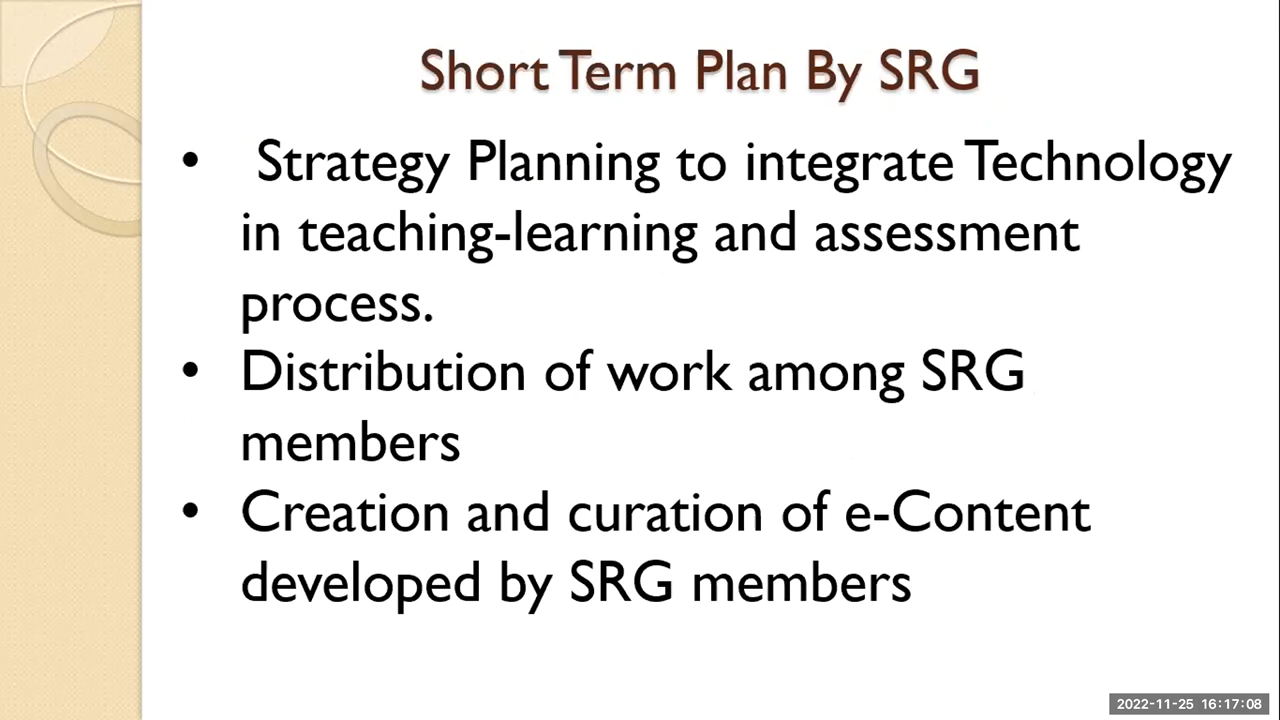 Short Term Plan By SRG
• Strategy Planning to integrate Technology
in teaching-learning and assessment
process.
• Distribution of work among SRG
members
• Creation and curation of e-Content
developed by SRG members
2022-11-25 16:17:08